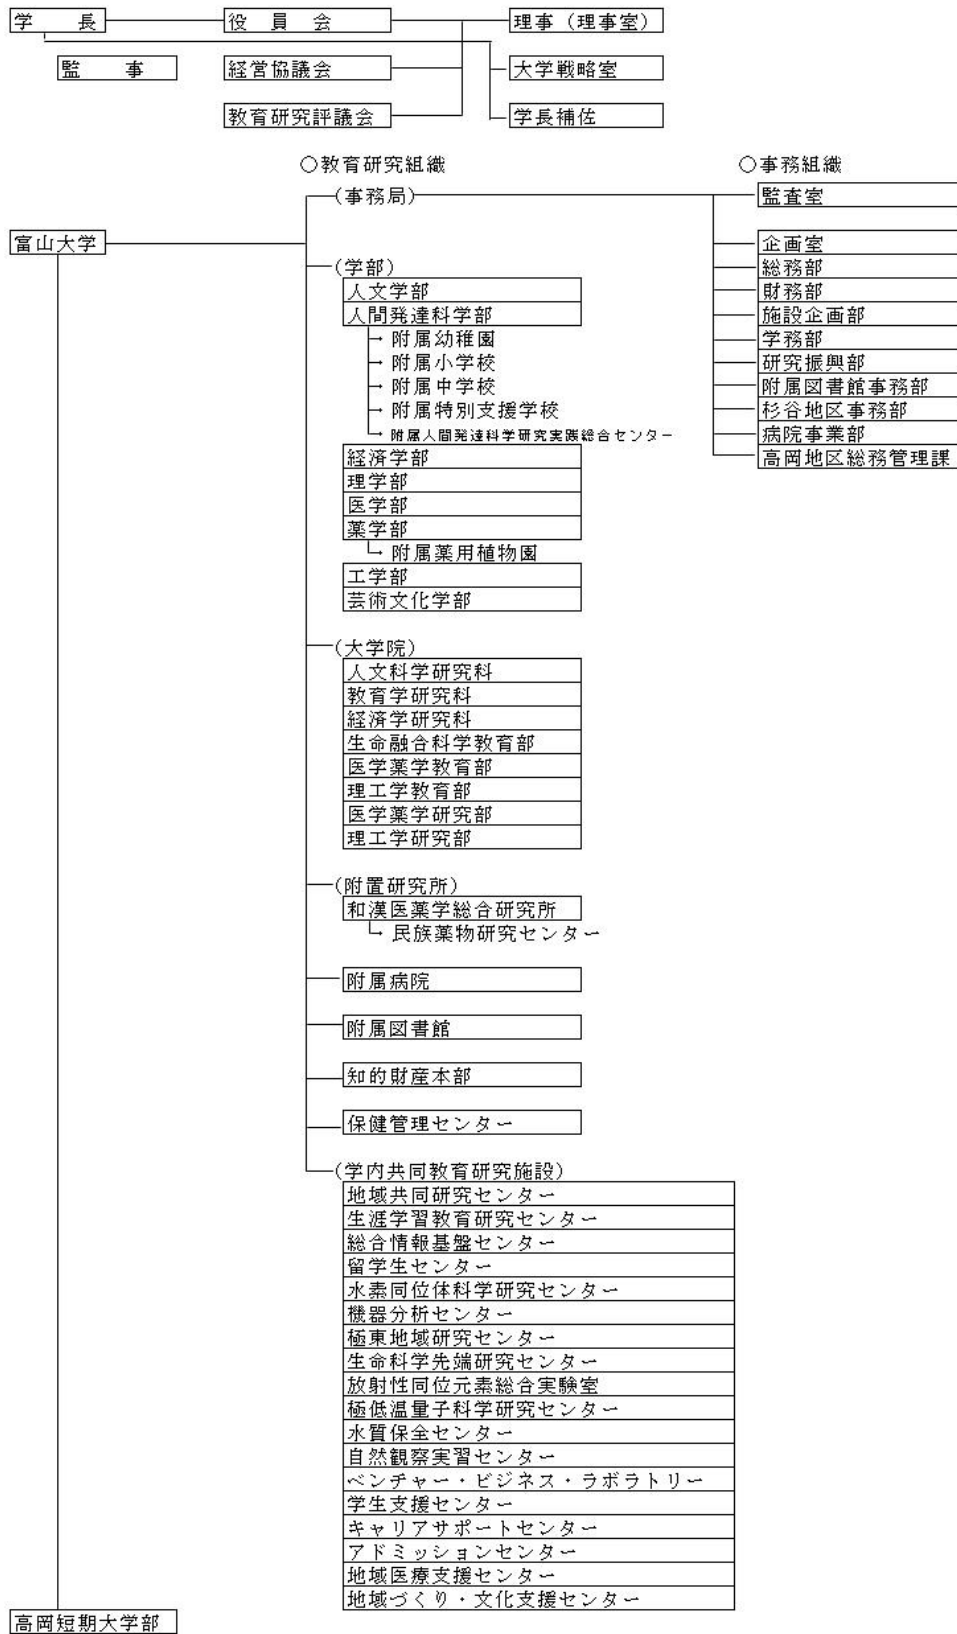 学　長
役　員　会
理事（理事室）
監　事
経営協議会
大学戦略室
教育研究評議会
学長補佐
○教育研究組織
○事務組織
(事務局)
監査室
富山大学
企画室
(学部)
総務部
人文学部
財務部
人間発達科学部
施設企画部
附属幼稚園
学務部
附属小学校
研究振興部
附属中学校
附属図書館事務部
附属特別支援学校
杉谷地区事務部
附属人間発達科学研究実践総合センター
病院事業部
経済学部
高岡地区総務管理課
理学部
医学部
薬学部
附属薬用植物園
工学部
芸術文化学部
(大学院)
人文科学研究科
教育学研究科
経済学研究科
生命融合科学教育部
医学薬学教育部
理工学教育部
医学薬学研究部
理工学研究部
(附置研究所)
和漢医薬学総合研究所
民族薬物研究センター
附属病院
附属図書館
知的財産本部
保健管理センター
(学内共同教育研究施設)
地域共同研究センター
生涯学習教育研究センター
総合情報基盤センター
留学生センター
水素同位体科学研究センター
機器分析センター
極東地域研究センター
生命科学先端研究センター
放射性同位元素総合実験室
極低温量子科学研究センター
水質保全センター
自然観察実習センター
ベンチャー・ビジネス・ラボラトリー
学生支援センター
キャリアサポートセンター
アドミッションセンター
地域医療支援センター
地域づくり・文化支援センター
高岡短期大学部